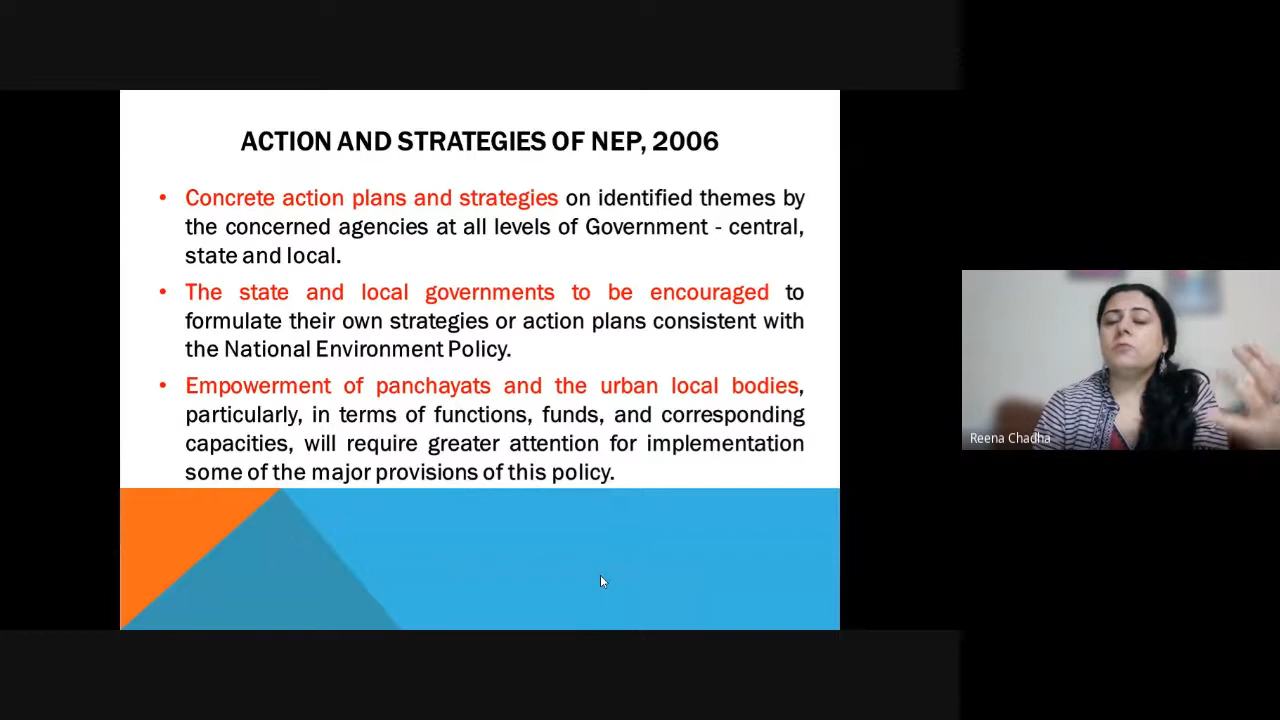 ACTION AND STRATEGIES OF NEP, 2006
• Concrete action plans and strategies on identified themes by
the concerned agencies at all levels of Government - central,
state and local.
• The state and local governments to be encouraged to
formulate their own strategies or action plans consistent with
the National Environment Policy.
• Empowerment of panchayats and the urban local bodies,
particularly, in terms of functions, funds, and corresponding
capacities, will require greater attention for implementation
some of the major provisions of this policy.
Reena Chadha